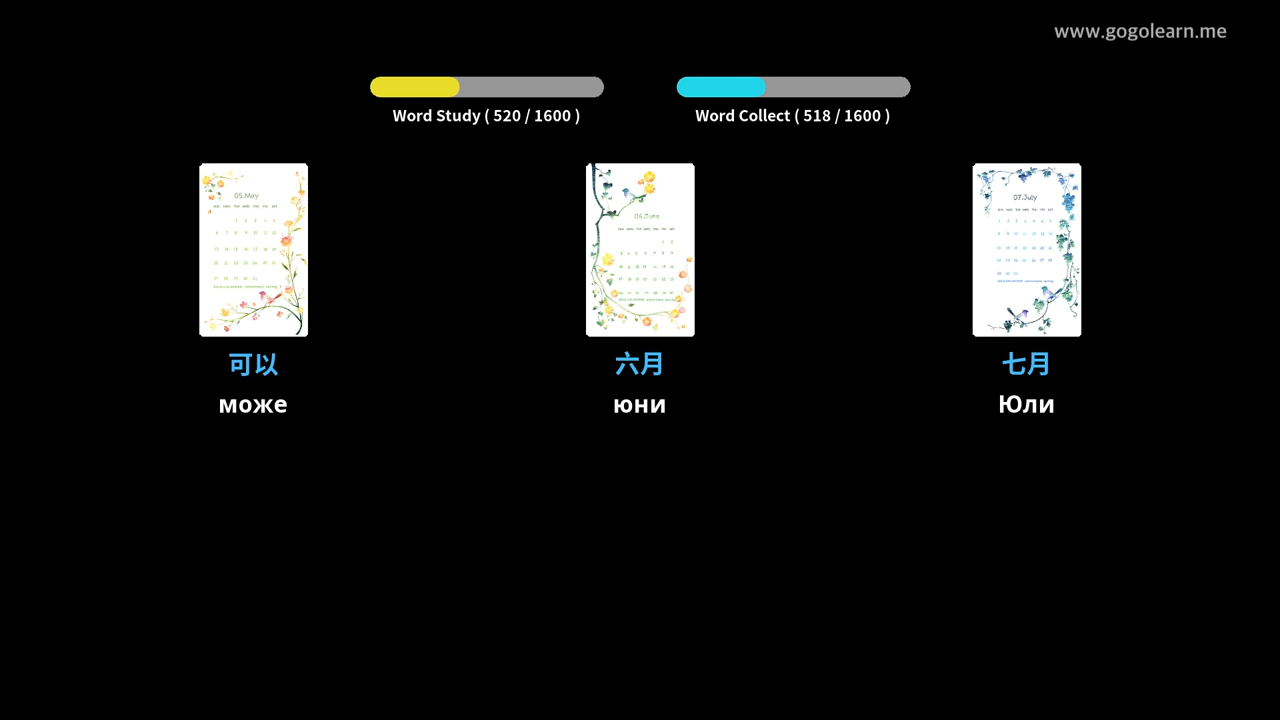 www.gogolearn.me
Word Study ( 520 / 1600 )
Word Collect ( 518 / 1600 )
05.May
06.June
07.July
可以
六月
七月
може
юни
Юли